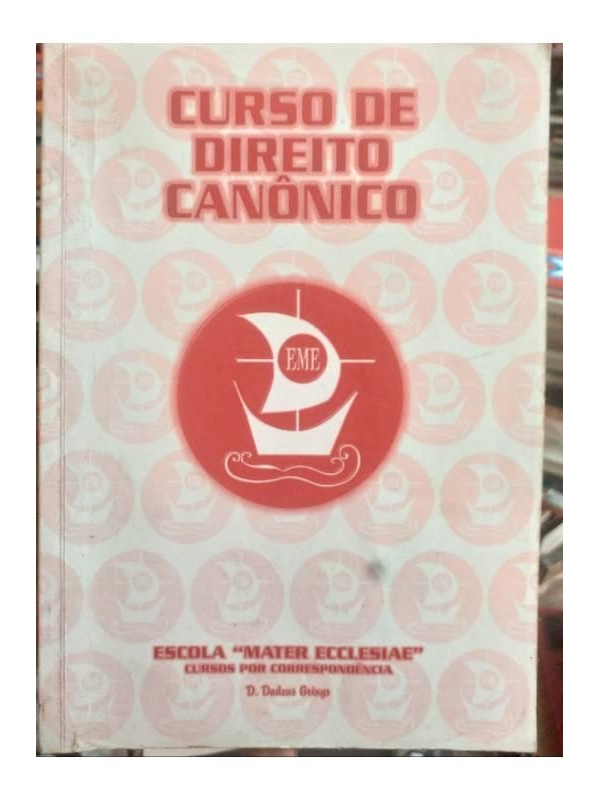 CURSO DE
DIREITO
CANÔNICO
EME
ESCOLA "MATER ECCLESIAE"
CURSOS POR CORRESPONDÊNCIA
D. Dadeus Grings